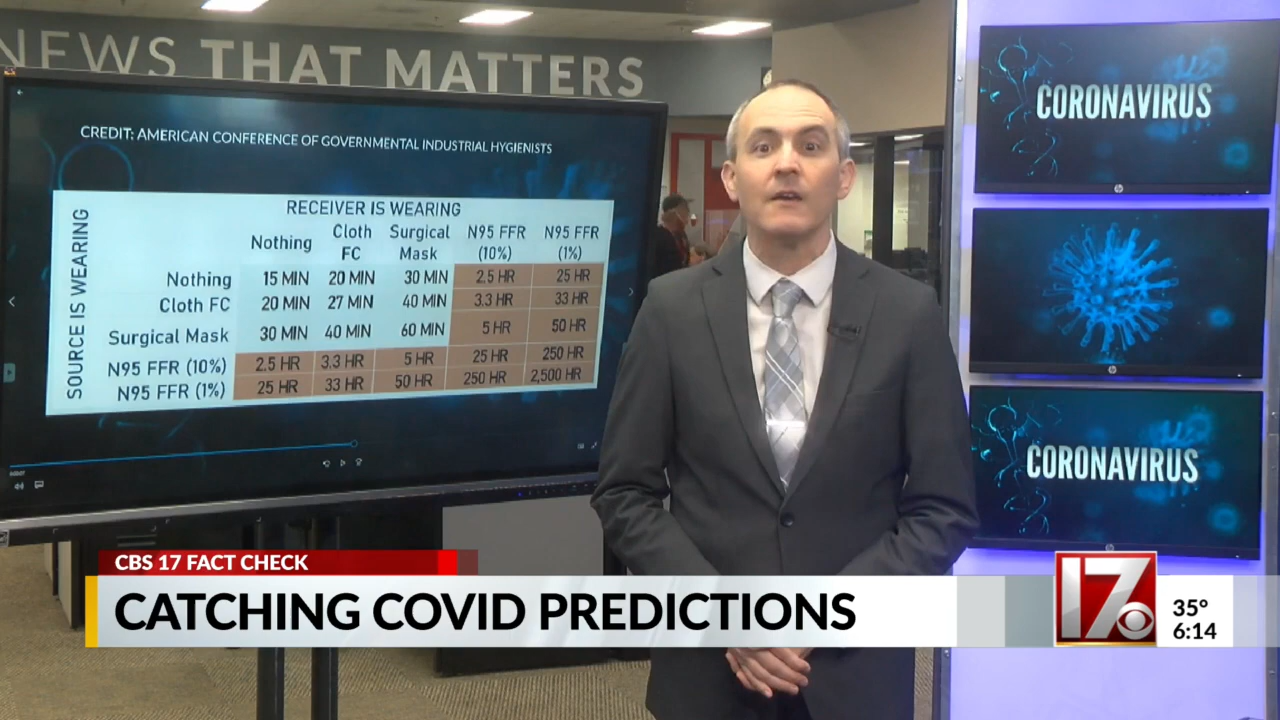 NEWS THAT MATTERS
CREDIT: AMERICAN CONFERENCE OF GOVERNMENTAL INDUSTRIAL HYGIENISTS
RECEIVER IS WEARING
SOURCE IS WEARING
Nothing Cloth FC Surgical Mask N95 FFR (10%) N95 FFR (1%)
Nothing 15 MIN 20 MIN 30 MIN 2.5 HR 25 HR
Cloth FC 20 MIN 27 MIN 40 MIN 3.3 HR 33 HR
Surgical Mask 30 MIN 40 MIN 60 MIN 5 HR 50 HR
N95 FFR (10%) 2.5 HR 3.3 HR 5 HR 25 HR 250 HR
N95 FFR (1%) 25 HR 33 HR 50 HR 250 HR 2,500 HR
CORONAVIRUS
hp
hp
CORONAVIRUS
CBS 17 FACT CHECK
CATCHING COVID PREDICTIONS
17
35°
6:14